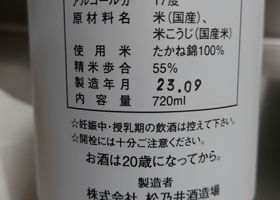 アルコール分 17度
原材料名 米(国産)、
米こうじ(国産米)
使用米 たかね錦100%
精米歩合 55%
製造年月 23.09
内容量 720ml
☆妊娠中・授乳期の飲酒は控えて下さい。
☆開栓には十分ご注意ください。
お酒は20歳になってから。
製造者
株式会社 松乃井酒造場